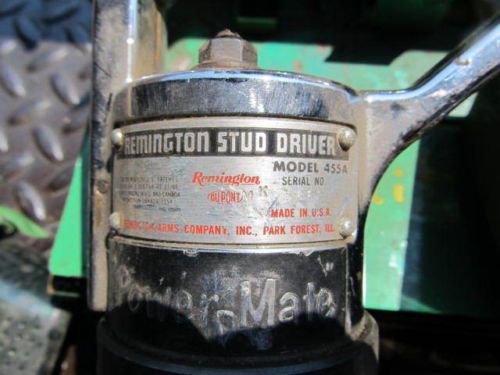 REMINGTON STUD DRIVER
MODEL 455A
Remington
SERIAL NO
DU PONT
K
MADE IN U.S.A.
REMINGTON ARMS COMPANY, INC., PARK FOREST, ILL.
Power-Mate